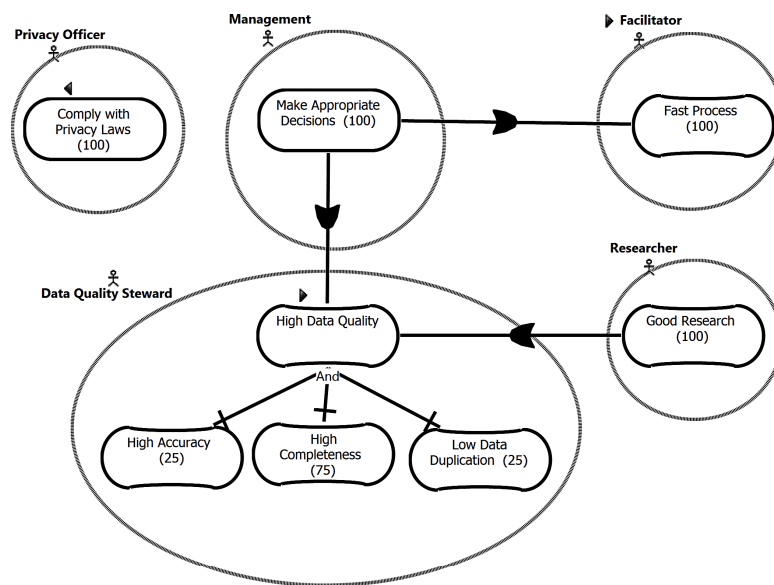 Privacy Officer
Management
Facilitator
Comply with
Privacy Laws
(100)
Make Appropriate
Decisions (100)
Fast Process
(100)
Researcher
Data Quality Steward
High Data Quality
Good Research
(100)
And
High Accuracy
(25)
High
Completeness
(75)
Low Data
Duplication (25)